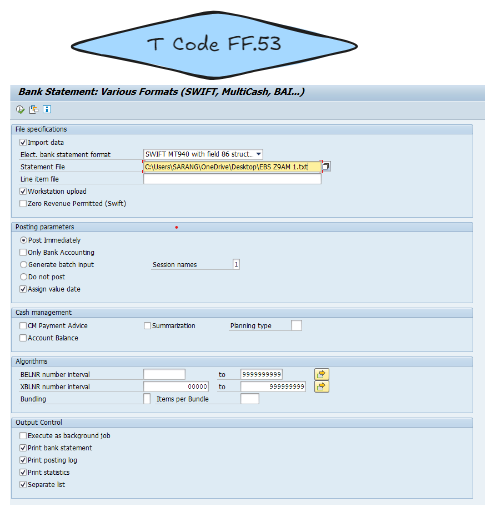 T Code FF.53
Bank Statement: Various Formats (SWIFT, MultiCash, BAI...)
File specifications
Import data
Elect. bank statement format SWIFT MT940 with field 86 struct..
Statement File C:\Users\SARANG\OneDrive\Desktop\EBS Z9AM 1.txt
Line item file
Workstation upload
Zero Revenue Permitted (Swift)
Posting parameters
Post Immediately
Only Bank Accounting
Generate batch input Session names 1
Do not post
Assign value date
Cash management
CM Payment Advice Summarization Planning type
Account Balance
Algorithms
BELNR number interval to 9999999999
XBLNR number interval 00000 to 999999999
Bundling Items per Bundle
Output Control
Execute as background job
Print bank statement
Print posting log
Print statistics
Separate list